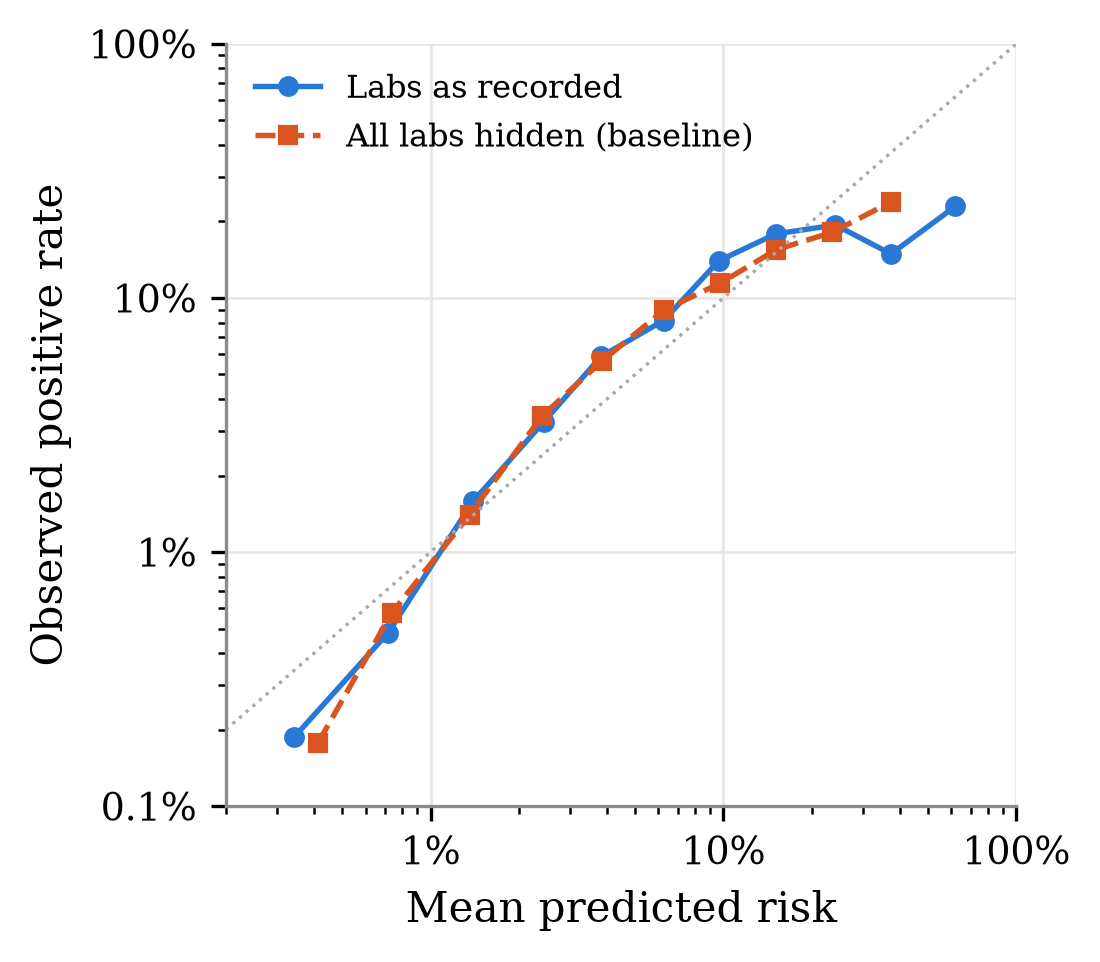 100%
10%
1%
0.1%
Observed positive rate
Labs as recorded
All labs hidden (baseline)
1%
10%
100%
Mean predicted risk